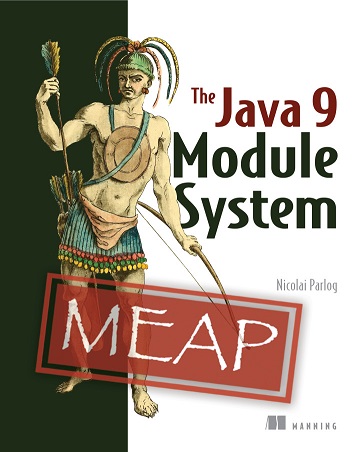 The Java 9
Module
System
Nicolai Parlog
MEAP
MANNING